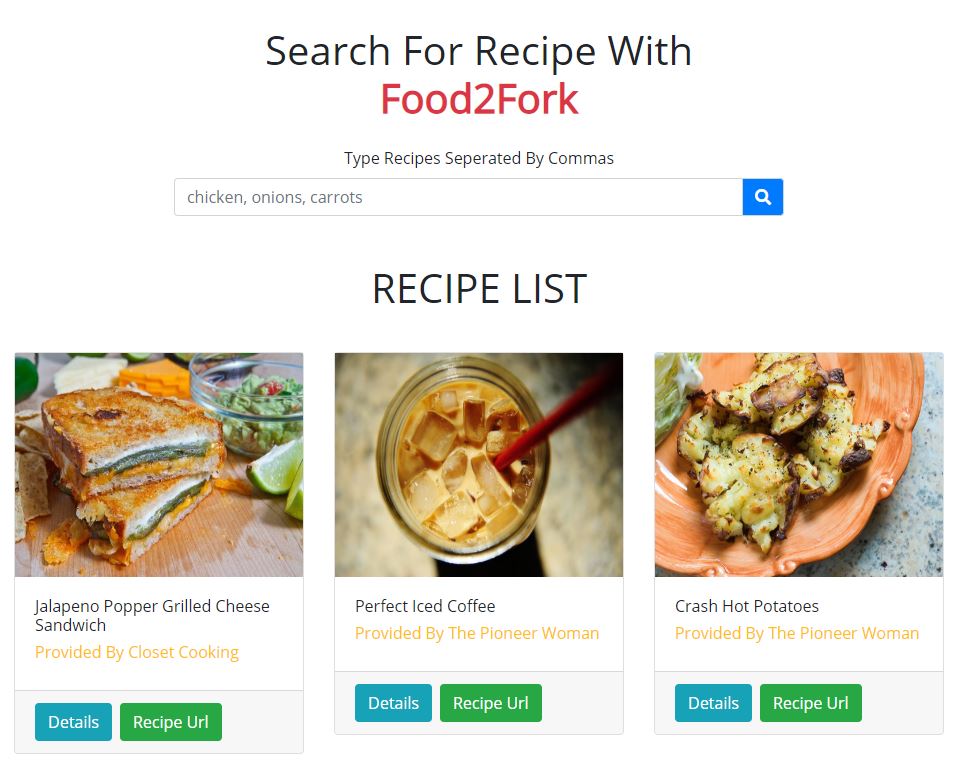 Search For Recipe With
Food2Fork
Type Recipes Seperated By Commas
chicken, onions, carrots
RECIPE LIST
Jalapeno Popper Grilled Cheese
Sandwich
Provided By Closet Cooking
Details
Recipe Url
Perfect Iced Coffee
Provided By The Pioneer Woman
Details
Recipe Url
Crash Hot Potatoes
Provided By The Pioneer Woman
Details
Recipe Url